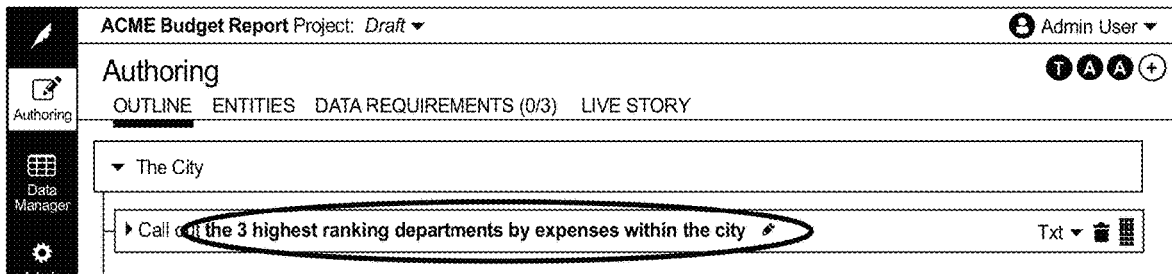 ACME Budget Report Project: Draft
Admin User
Authoring
T A A +
Authoring
OUTLINE ENTITIES DATA REQUIREMENTS (0/3) LIVE STORY
The City
Data
Manager
Call out the 3 highest ranking departments by expenses within the city
Txt